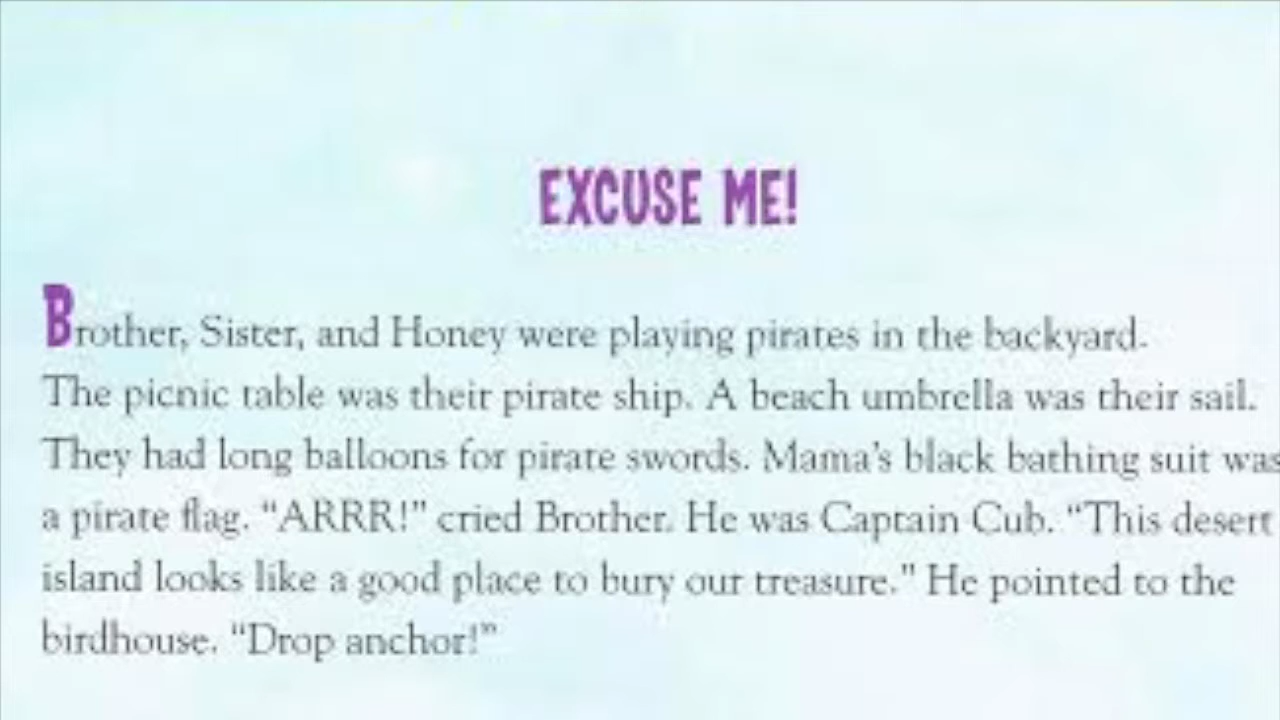 EXCUSE ME!
Brother, Sister, and Honey were playing pirates in the backyard.
The picnic table was their pirate ship. A beach umbrella was their sail.
They had long balloons for pirate swords. Mama’s black bathing suit was
a pirate flag. “ARRR!” cried Brother. He was Captain Cub. “This desert
island looks like a good place to bury our treasure.” He pointed to the
birdhouse. “Drop anchor!”